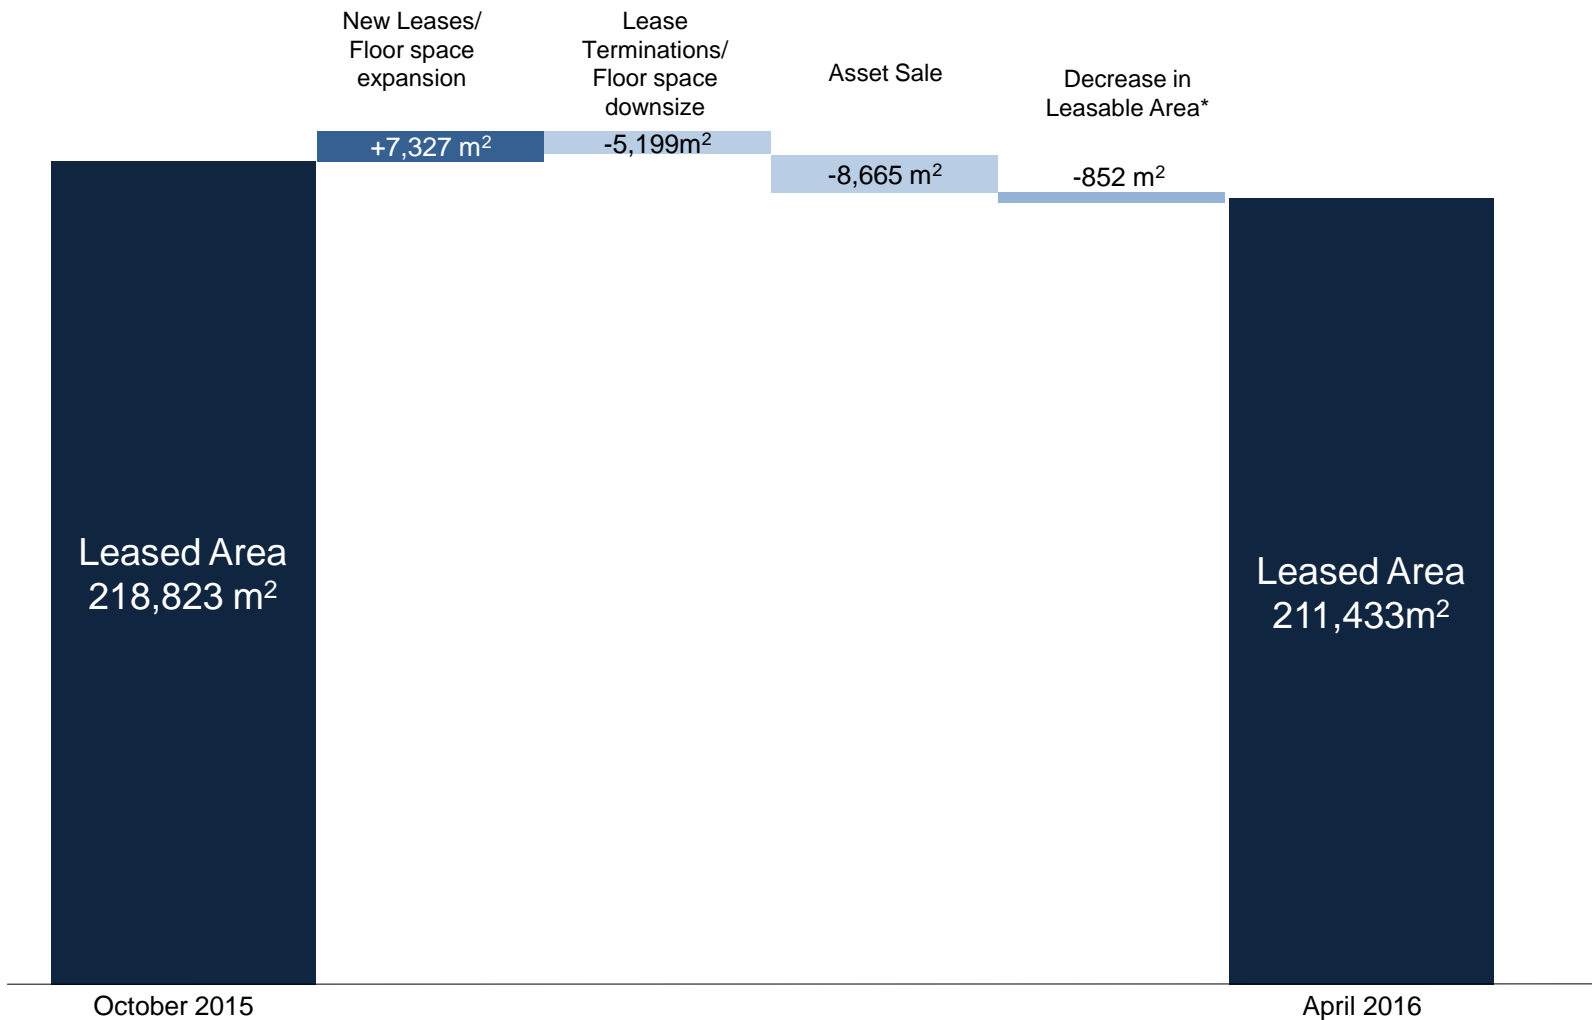 New Leases/
Floor space
expansion
Lease
Terminations/
Floor space
downsize
Asset Sale
Decrease in
Leasable Area*
+7,327 m²
-5,199m²
-8,665 m²
-852 m²
Leased Area
218,823 m²
Leased Area
211,433m²
October 2015
April 2016